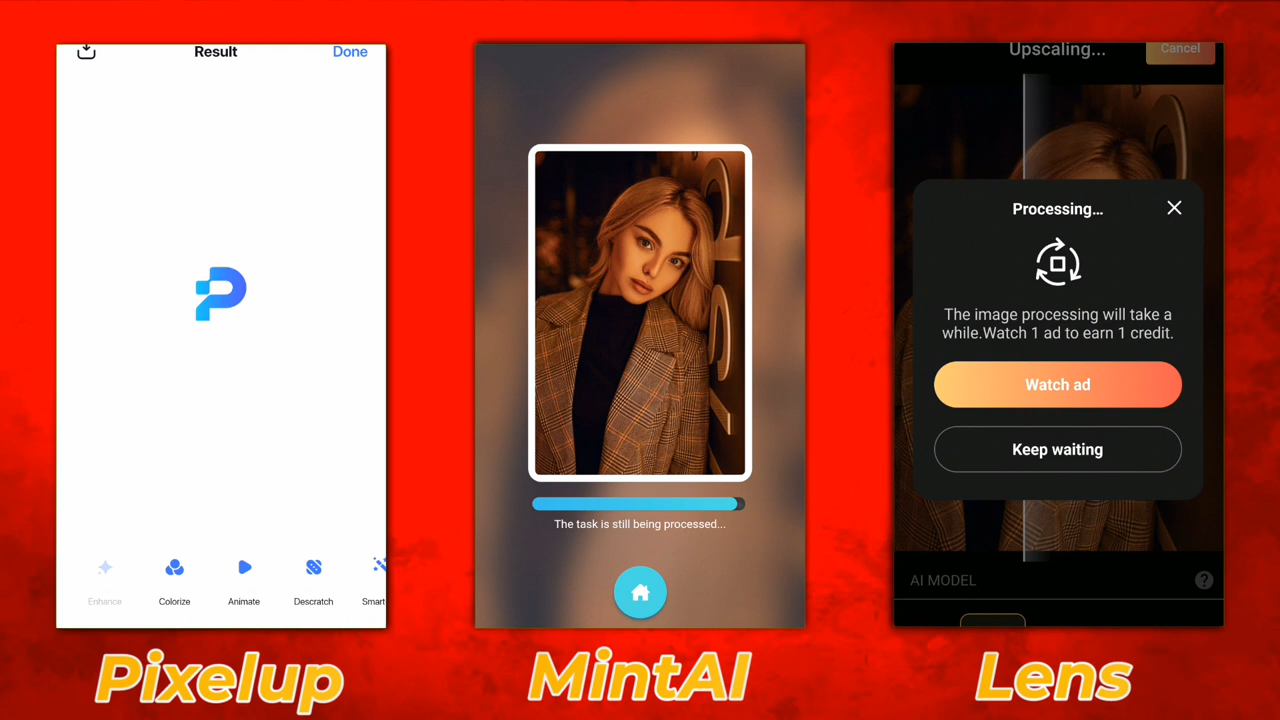 Result
Done
Enhance
Colorize
Animate
Descratch
Smart
Pixelup
The task is still being processed...
MintAI
Upscaling...
Cancel
Processing...
The image processing will take a
while.Watch 1 ad to earn 1 credit.
Watch ad
Keep waiting
AI MODEL
?
Lens